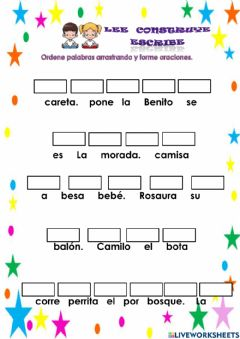 LEE CONSTRUYE
ESCRIBE
Ordene palabras arrastrando y forme oraciones.
careta. pone la Benito se
es La morada. camisa
a besa bebé. Rosaura su
balón. Camilo el bota
corre perrita el por bosque. La
LIVEWORKSHEETS